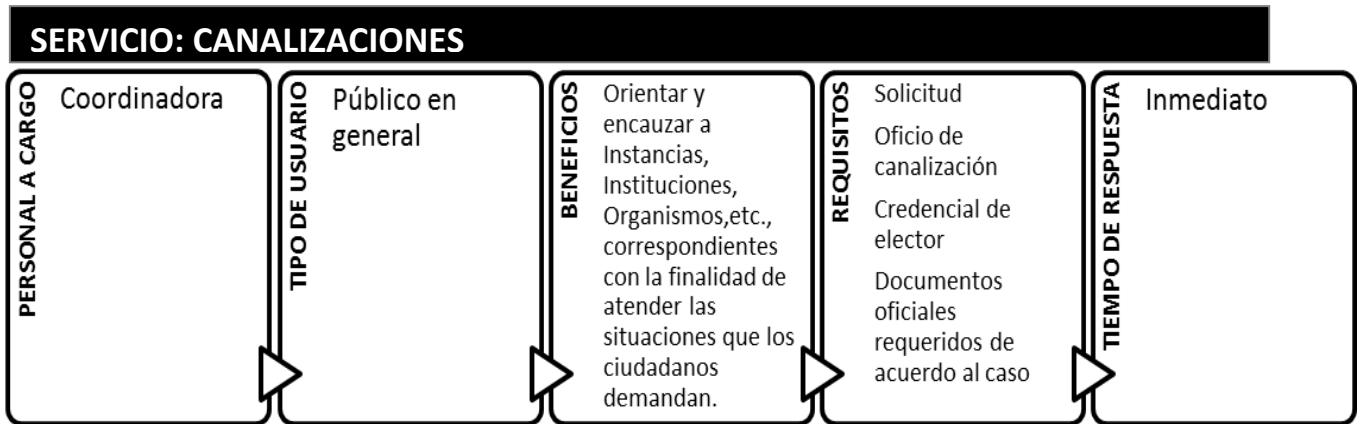 SERVICIO: CANALIZACIONES
PERSONAL A CARGO
Coordinadora
TIPO DE USUARIO
Público en
general
BENEFICIOS
Orientar y
encauzar a
Instancias,
Instituciones,
Organismos,etc.,
correspondientes
con la finalidad de
atender las
situaciones que los
ciudadanos
demandan.
REQUISITOS
Solicitud
Oficio de
canalización
Credencial de
elector
Documentos
oficiales
requeridos de
acuerdo al caso
TIEMPO DE RESPUESTA
Inmediato